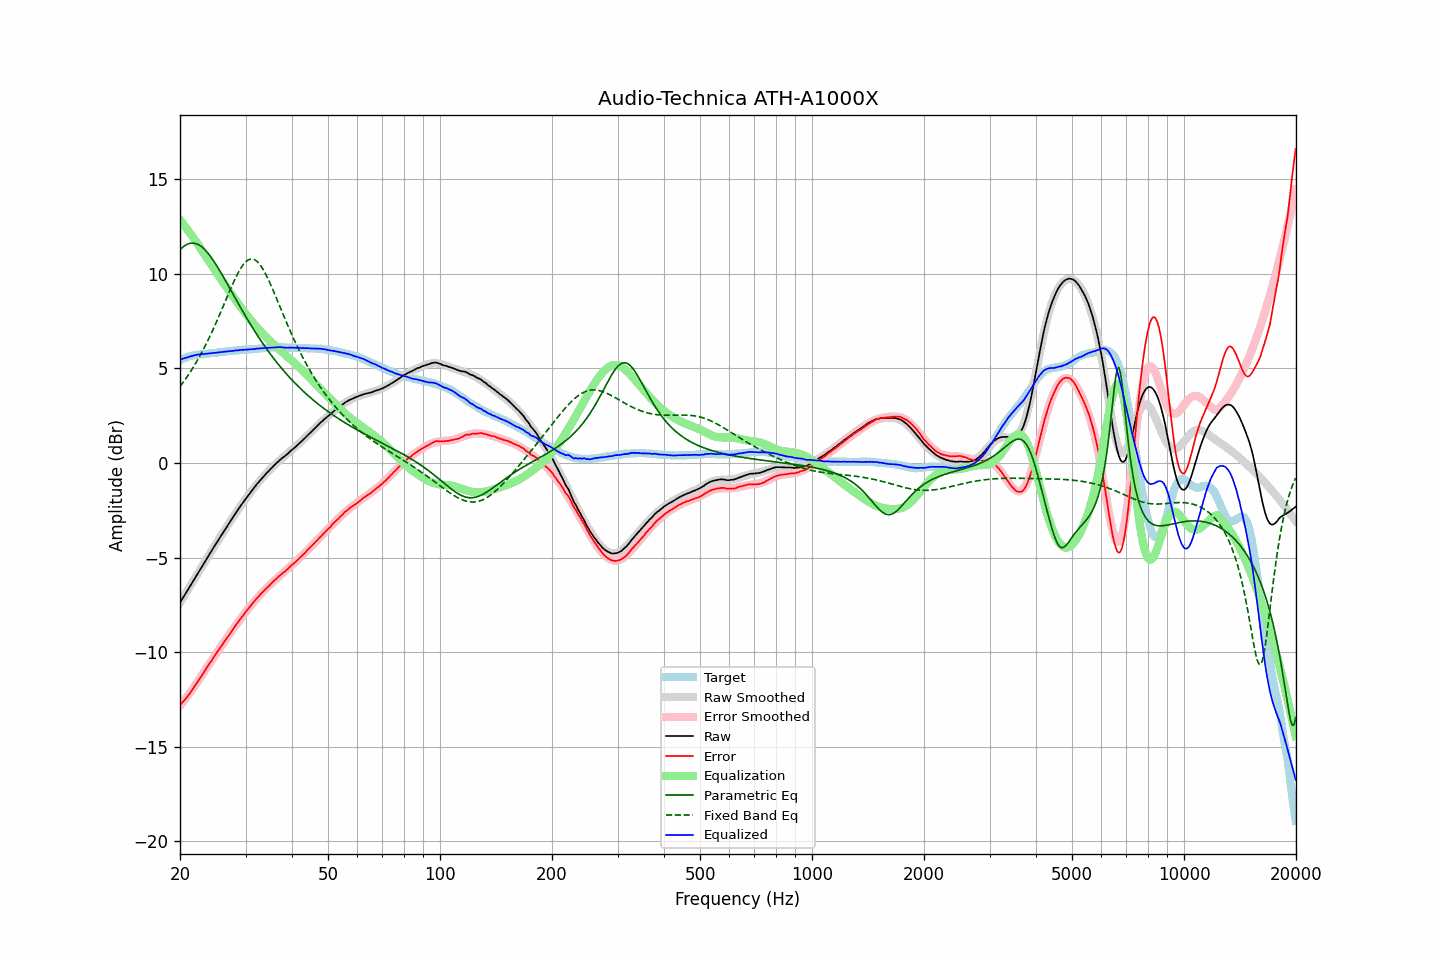 Audio-Technica ATH-A1000X
Amplitude (dBr)
15
10
5
0
−5
−10
−15
−20
Target
Raw Smoothed
Error Smoothed
Raw
Error
Equalization
Parametric Eq
Fixed Band Eq
Equalized
20
50
100
200
500
1000
2000
5000
10000
20000
Frequency (Hz)